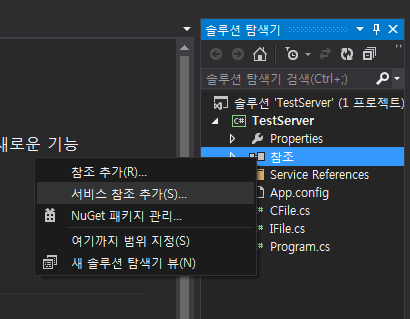 솔루션 탐색기
솔루션 탐색기 검색(Ctrl+;)
솔루션 'TestServer' (1 프로젝트)
TestServer
Properties
참조
Service References
App.config
CFile.cs
IFile.cs
Program.cs
새로운 기능
참조 추가(R)...
서비스 참조 추가(S)...
NuGet 패키지 관리...
여기까지 범위 지정(S)
새 솔루션 탐색기 뷰(N)